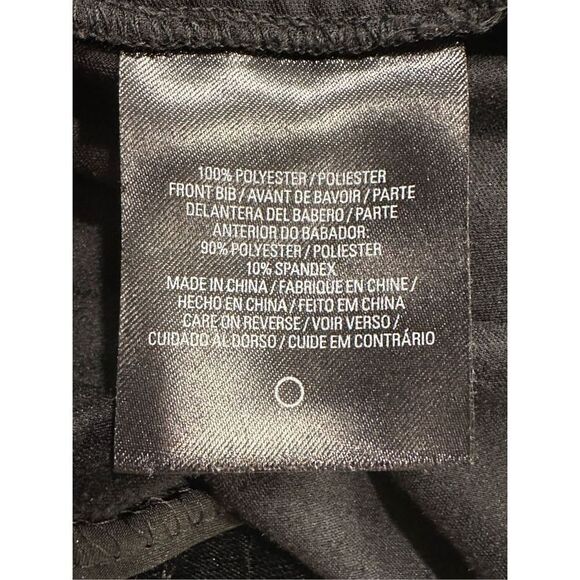 100% POLYESTER / POLIESTER
FRONT BIB / AVANT DE BAVOIR / PARTE
DELANTERA DEL BABERO / PARTE
ANTERIOR DO BABADOR:
90% POLYESTER / POLIESTER
10% SPANDEX
MADE IN CHINA / FABRIQUE EN CHINE /
HECHO EN CHINA / FEITO EM CHINA
CARE ON REVERSE / VOIR VERSO /
CUIDADO AL DORSO / CUIDE EM CONTRÁRIO